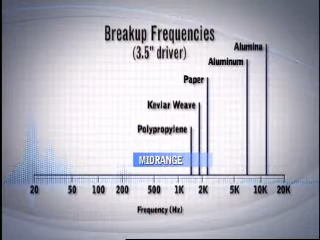 Breakup Frequencies
(3.5" driver)
Alumina
Aluminum
Paper
Kevlar Weave
Polypropylene
MIDRANGE
20 50 100 200 500 1K 2K 5K 10K 20K
Frequency (Hz)